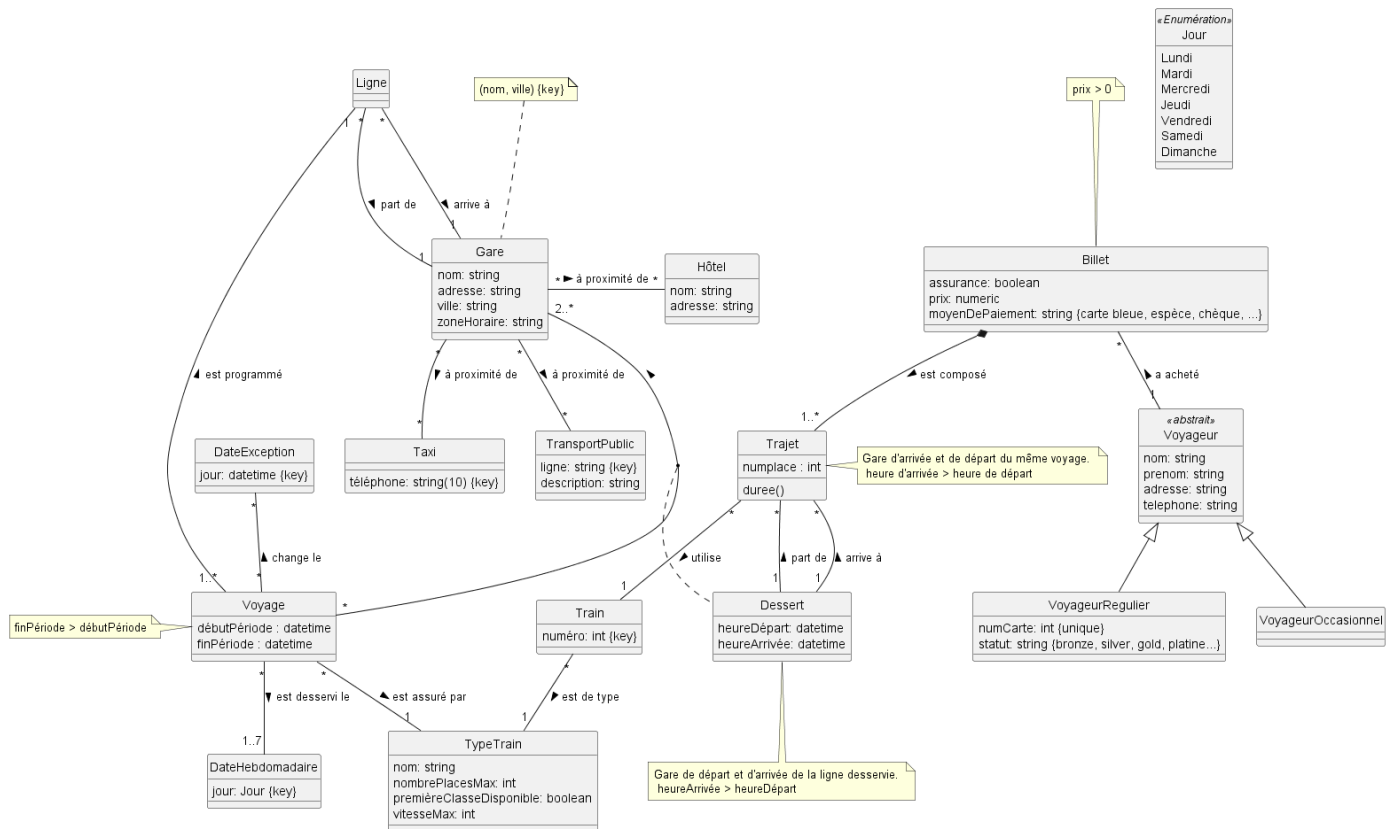 «Enumération»
Jour
Lundi
Mardi
Mercredi
Jeudi
Vendredi
Samedi
Dimanche
Ligne
(nom, ville) {key}
prix > 0
1
*
*
part de
arrive à
1
1
Gare
nom: string
adresse: string
ville: string
zoneHoraire: string
* à proximité de *
Hôtel
nom: string
adresse: string
Billet
assurance: boolean
prix: numeric
moyenDePaiement: string {carte bleue, espèce, chèque, ...}
2..*
*
*
*
est programmé
à proximité de
à proximité de
est composé
a acheté
1
*
*
1..*
«abstrait»
Voyageur
nom: string
prenom: string
adresse: string
telephone: string
DateException
jour: datetime {key}
Taxi
téléphone: string(10) {key}
TransportPublic
ligne: string {key}
description: string
Trajet
numplace : int
duree()
Gare d'arrivée et de départ du même voyage.
heure d'arrivée > heure de départ
*
*
*
*
change le
utilise
part de
arrive à
1..*
*
*
1
1
1
finPériode > débutPériode
Voyage
débutPériode : datetime
finPériode : datetime
Train
numéro: int {key}
Dessert
heureDépart: datetime
heureArrivée: datetime
VoyageurRegulier
numCarte: int {unique}
statut: string {bronze, silver, gold, platine...}
VoyageurOccasionnel
*
*
*
est desservi le
est assuré par
est de type
1..7
1
1
DateHebdomadaire
jour: Jour {key}
TypeTrain
nom: string
nombrePlacesMax: int
premièreClasseDisponible: boolean
vitesseMax: int
Gare de départ et d'arrivée de la ligne desservie.
heureArrivée > heureDépart